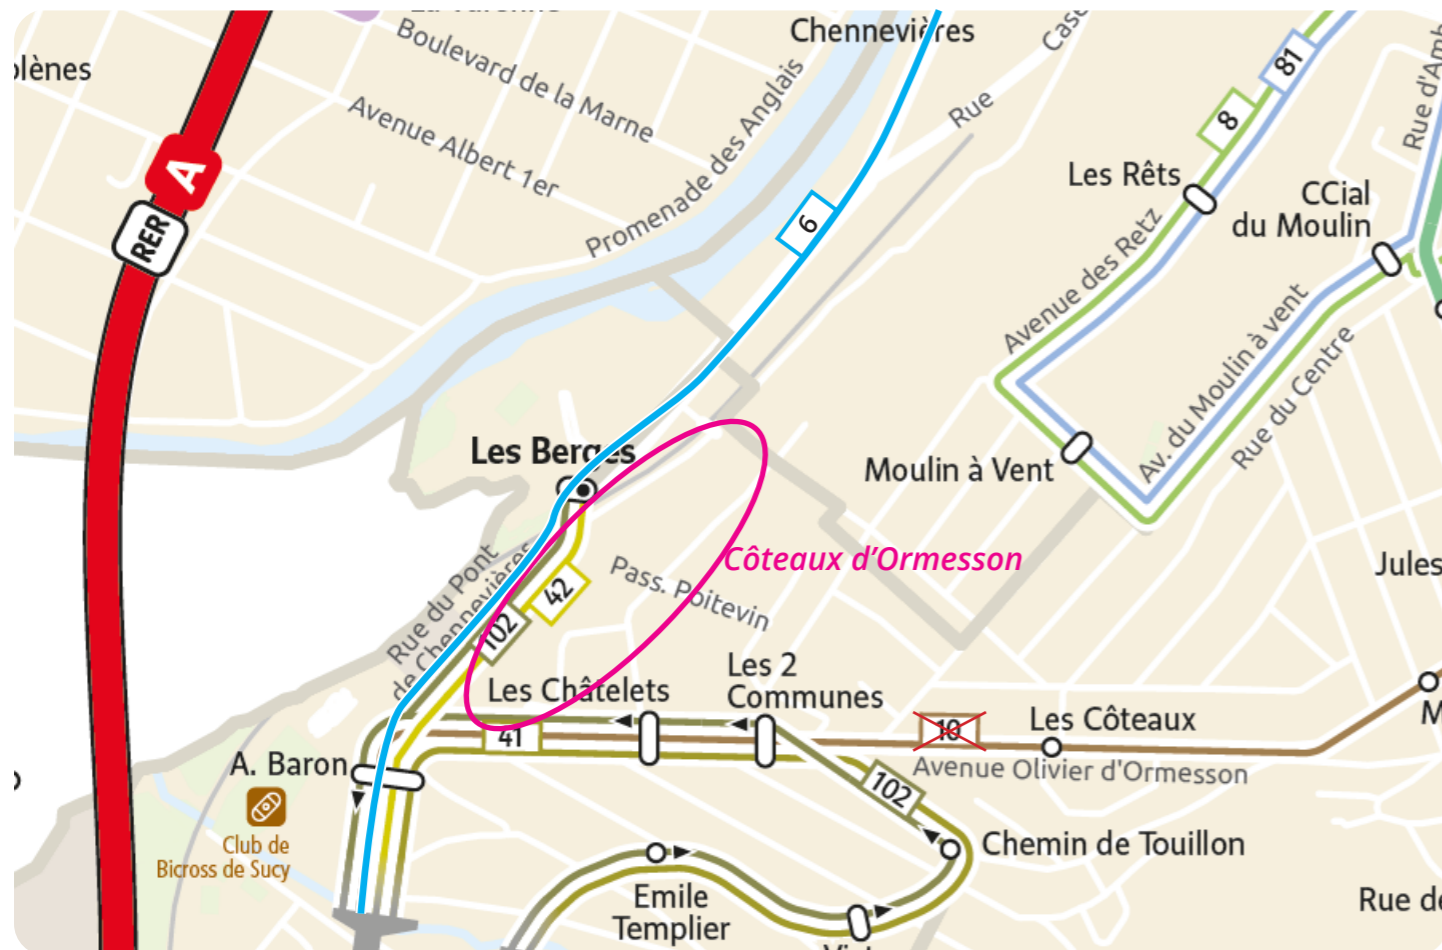 La Varenne
Chennevières
Boulevard de la Marne
Avenue Albert 1er
Promenade des Anglais
Rue
A
RER
6
8
81
Les Rêts
CCial
du Moulin
Avenue des Retz
Av. du Moulin à vent
Rue du Centre
Moulin à Vent
Les Berges
Côteaux d'Ormesson
Pass. Poitevin
Rue du Pont
de Chennevières
42
102
Les Châtelets
Les 2
Communes
41
10
Les Côteaux
Avenue Olivier d'Ormesson
Jules
M
A. Baron
Club de
Bicross de Sucy
102
Chemin de Touillon
Emile
Templier